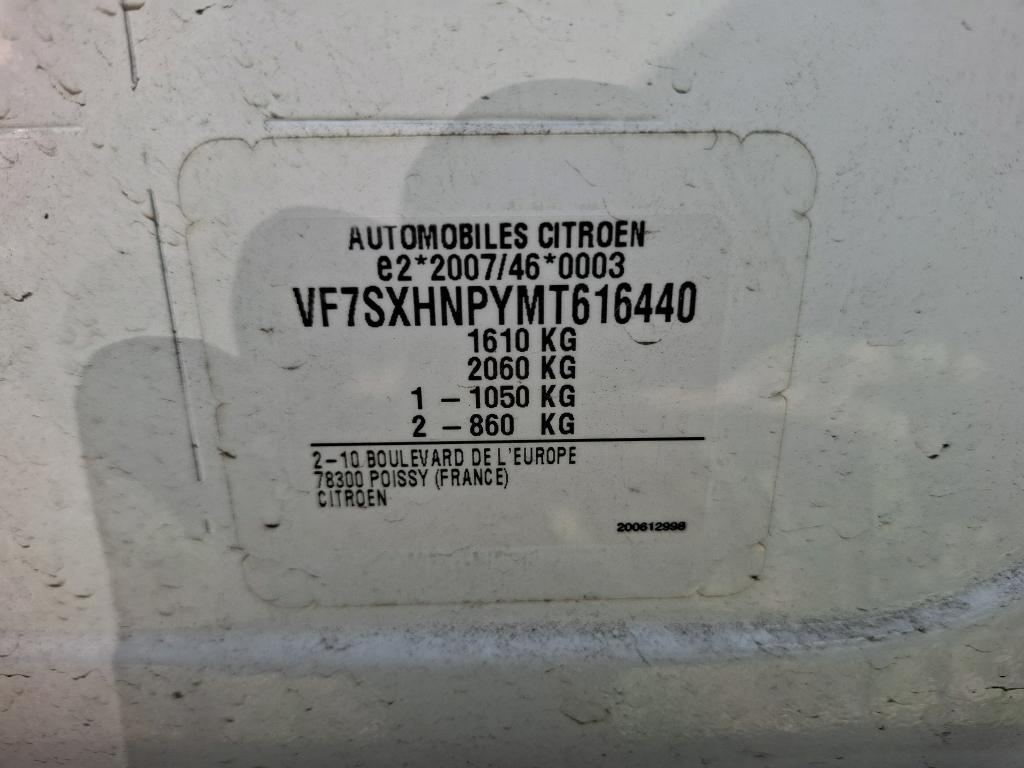 AUTOMOBILES CITROEN
e2*2007/46*0003
VF7SXHNPYMT616440
1610 KG
2060 KG
1 – 1050 KG
2 – 860 KG
2–10 BOULEVARD DE L'EUROPE
78300 POISSY (FRANCE)
CITROEN
200612998